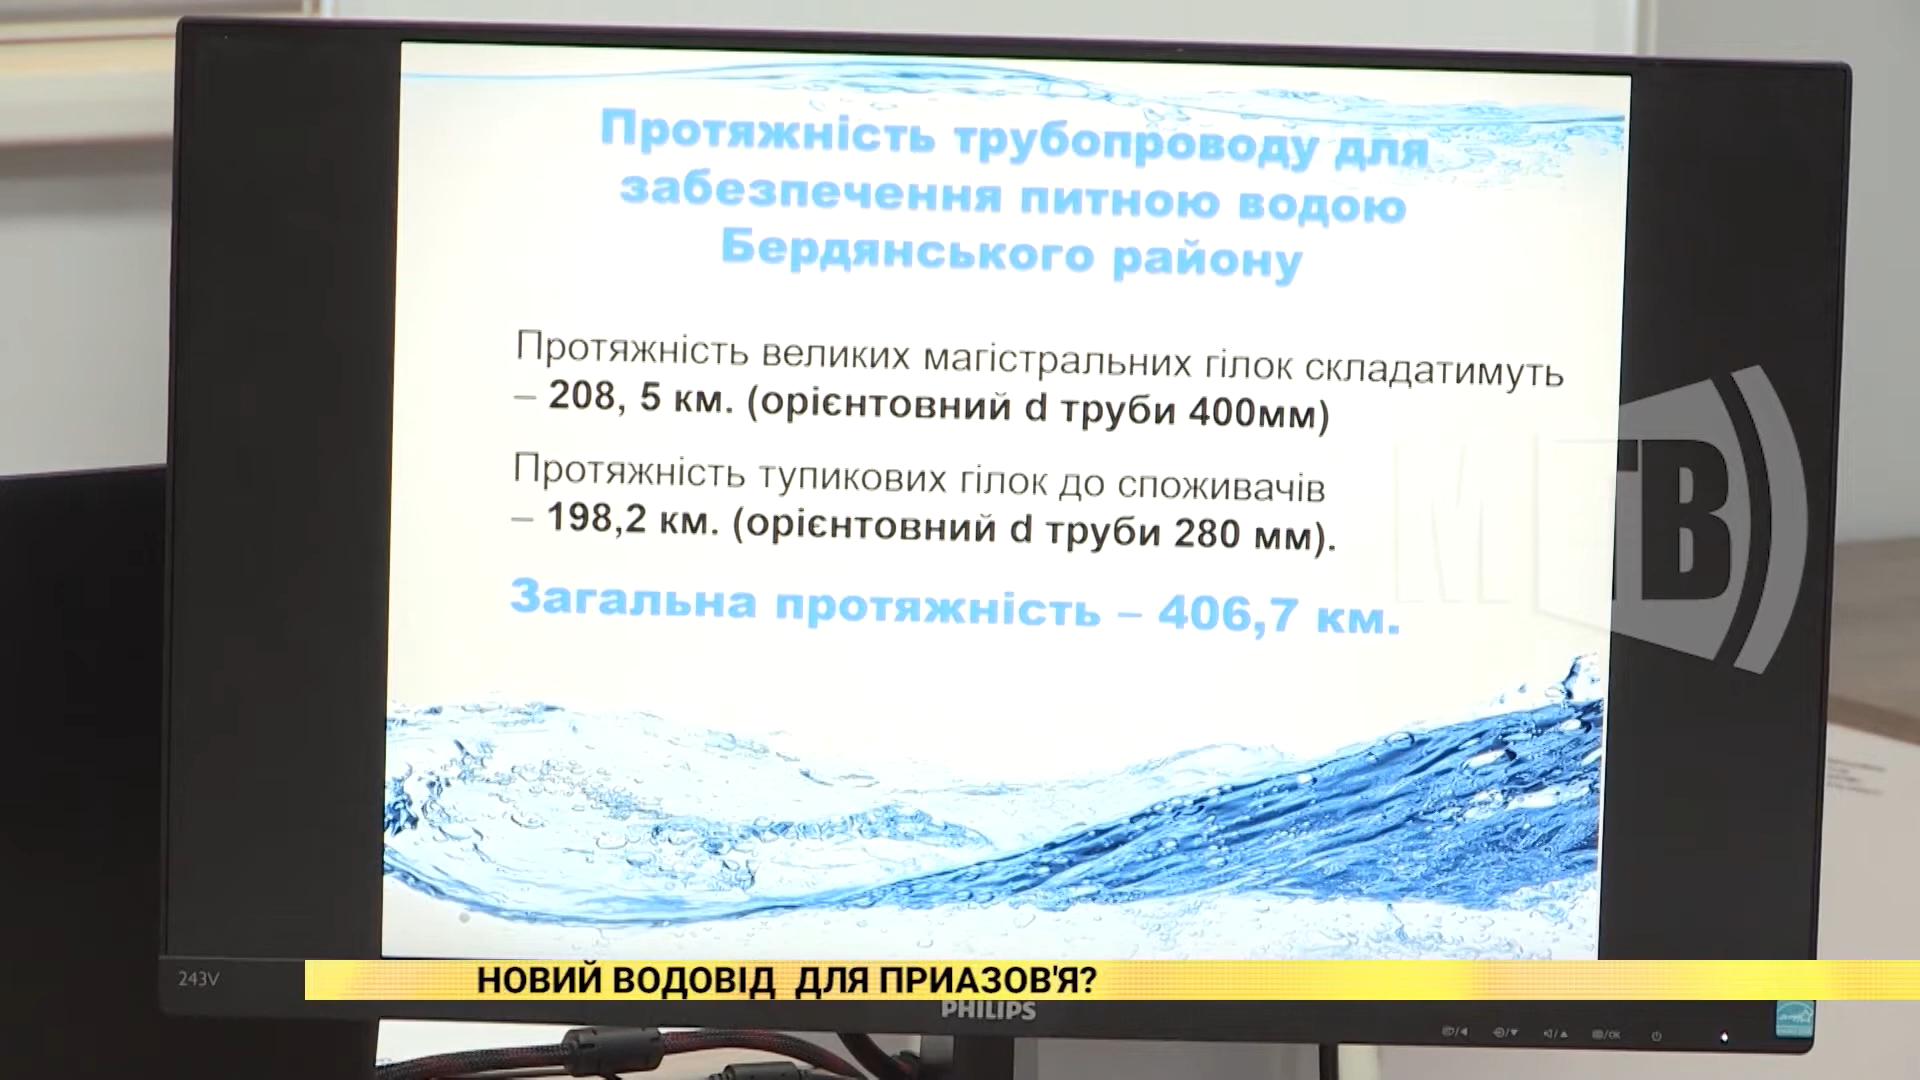 Протяжність трубопроводу для
забезпечення питною водою
Бердянського району
Протяжність великих магістральних гілок складатимуть
– 208, 5 км. (орієнтовний d труби 400мм)
Протяжність тупикових гілок до споживачів
– 198,2 км. (орієнтовний d труби 280 мм).
Загальна протяжність – 406,7 км.
МТВ
243V
НОВИЙ ВОДОВІД ДЛЯ ПРИАЗОВ'Я?
PHILIPS